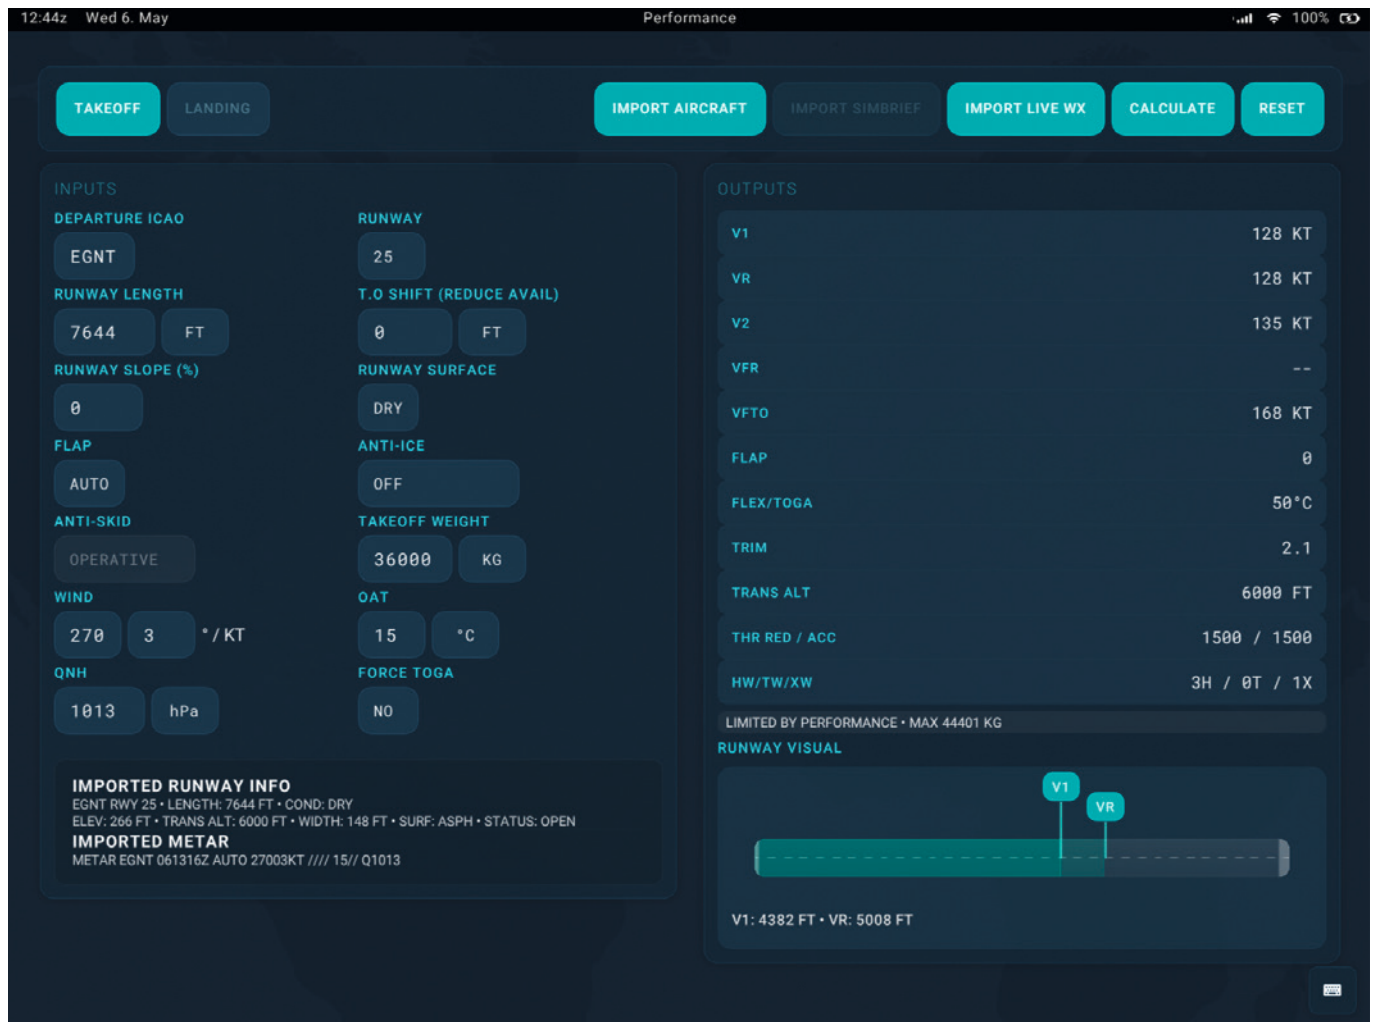 12:44z Wed 6. May Performance 100%
TAKEOFF LANDING IMPORT AIRCRAFT IMPORT SIMBRIEF IMPORT LIVE WX CALCULATE RESET
INPUTS
DEPARTURE ICAO RUNWAY
EGNT 25
RUNWAY LENGTH T.O SHIFT (REDUCE AVAIL)
7644 FT 0 FT
RUNWAY SLOPE (%) RUNWAY SURFACE
0 DRY
FLAP ANTI-ICE
AUTO OFF
ANTI-SKID TAKEOFF WEIGHT
OPERATIVE 36000 KG
WIND OAT
270 3 °/KT 15 °C
QNH FORCE TOGA
1013 hPa NO
IMPORTED RUNWAY INFO
EGNT RWY 25 • LENGTH: 7644 FT • COND: DRY
ELEV: 266 FT • TRANS ALT: 6000 FT • WIDTH: 148 FT • SURF: ASPH • STATUS: OPEN
IMPORTED METAR
METAR EGNT 061316Z AUTO 27003KT //// 15// Q1013
OUTPUTS
V1 128 KT
VR 128 KT
V2 135 KT
VFR --
VFTO 168 KT
FLAP 0
FLEX/TOGA 50°C
TRIM 2.1
TRANS ALT 6000 FT
THR RED / ACC 1500 / 1500
HW/TW/XW 3H / 0T / 1X
LIMITED BY PERFORMANCE • MAX 44401 KG
RUNWAY VISUAL
V1
VR
V1: 4382 FT • VR: 5008 FT